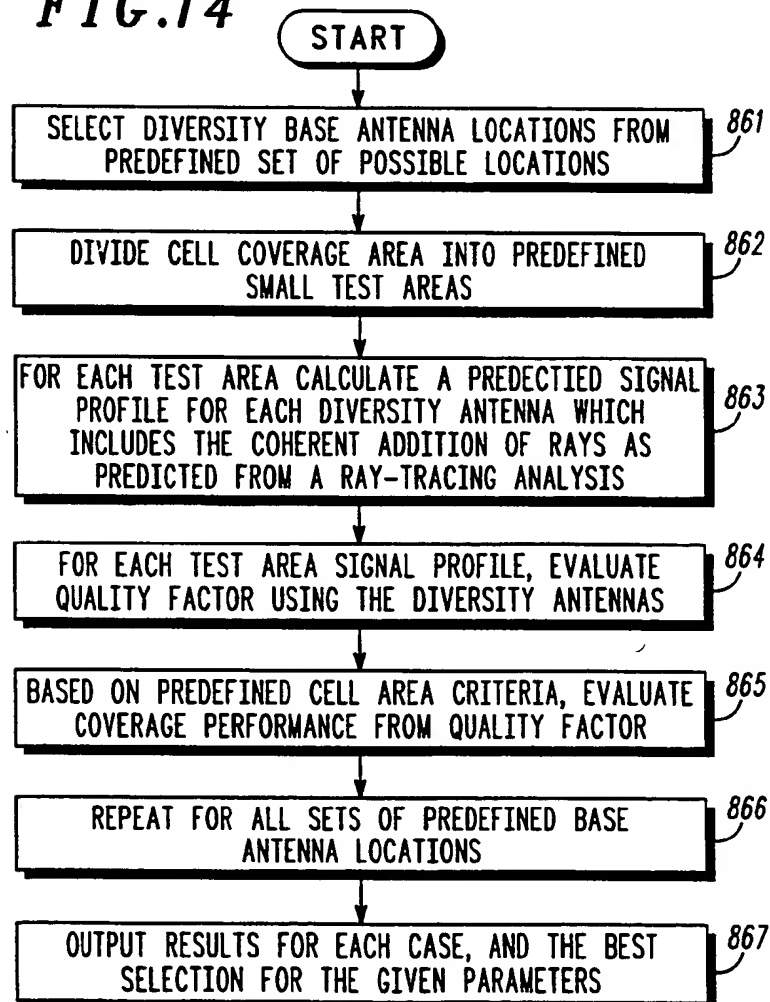 FIG.14
START
SELECT DIVERSITY BASE ANTENNA LOCATIONS FROM
PREDEFINED SET OF POSSIBLE LOCATIONS
861
DIVIDE CELL COVERAGE AREA INTO PREDEFINED
SMALL TEST AREAS
862
FOR EACH TEST AREA CALCULATE A PREDECTIED SIGNAL
PROFILE FOR EACH DIVERSITY ANTENNA WHICH
INCLUDES THE COHERENT ADDITION OF RAYS AS
PREDICTED FROM A RAY-TRACING ANALYSIS
863
FOR EACH TEST AREA SIGNAL PROFILE, EVALUATE
QUALITY FACTOR USING THE DIVERSITY ANTENNAS
864
BASED ON PREDEFINED CELL AREA CRITERIA, EVALUATE
COVERAGE PERFORMANCE FROM QUALITY FACTOR
865
REPEAT FOR ALL SETS OF PREDEFINED BASE
ANTENNA LOCATIONS
866
OUTPUT RESULTS FOR EACH CASE, AND THE BEST
SELECTION FOR THE GIVEN PARAMETERS
867